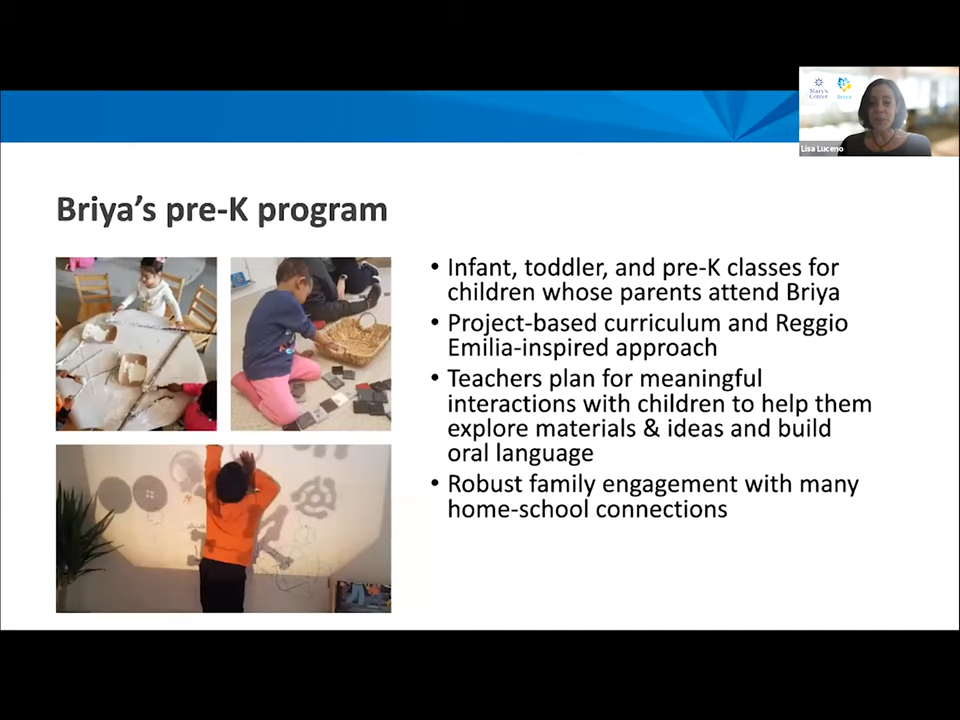 Mary's
Center
Briya
Lisa Luceno
Briya's pre-K program
• Infant, toddler, and pre-K classes for
children whose parents attend Briya
• Project-based curriculum and Reggio
Emilia-inspired approach
• Teachers plan for meaningful
interactions with children to help them
explore materials & ideas and build
oral language
• Robust family engagement with many
home-school connections